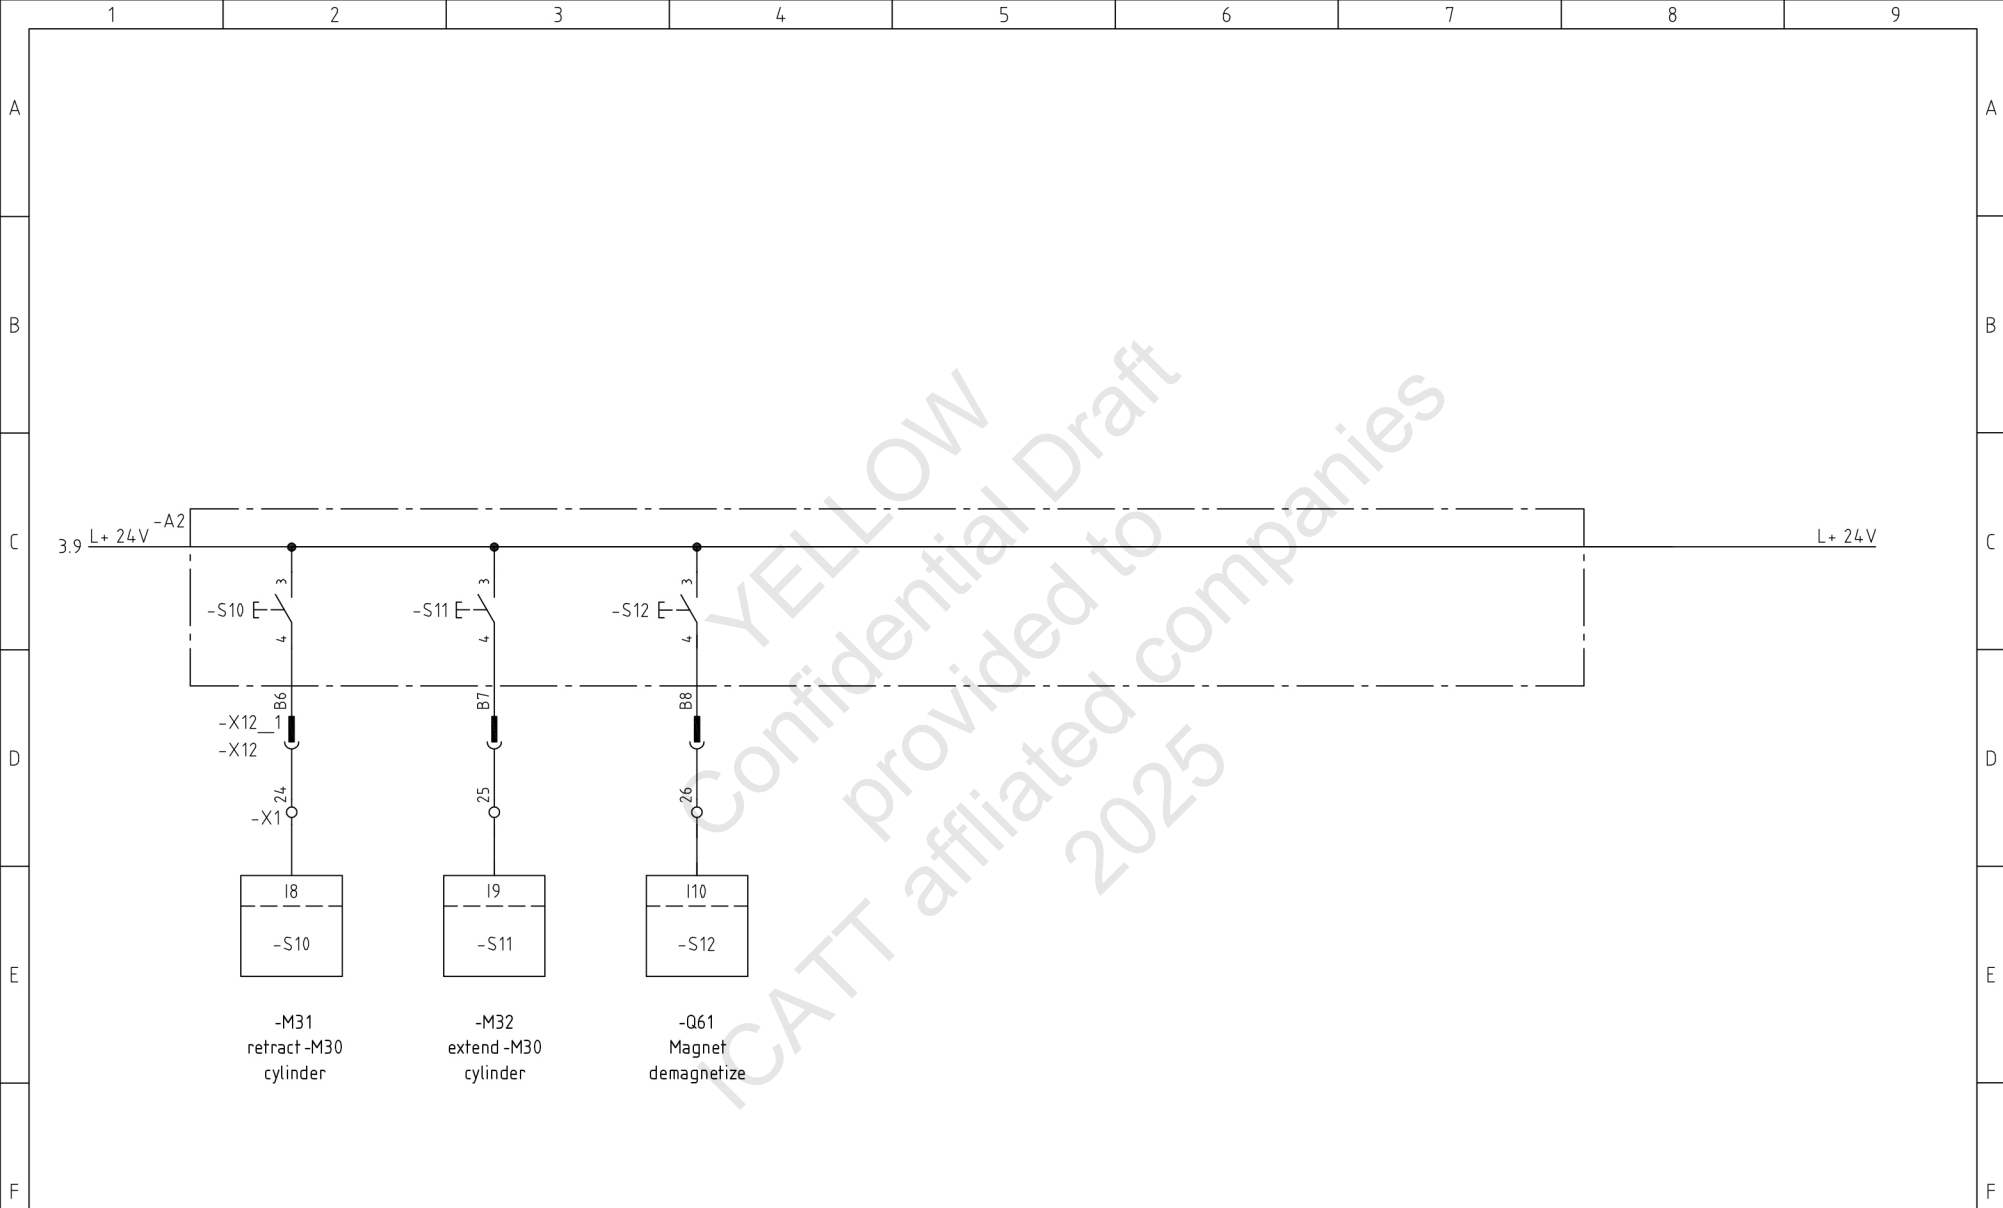 1 2 3 4 5 6 7 8 9
A A
B B
C C
D D
E E
F F
YELLOW
Confidential Draft
provided to
ICATT affliated companies
2025
-A2
3.9 L+ 24V L+ 24V
3 3 3
-S10 -S11 -S12
4 4 4
B6 B7 B8
-X12__1
-X12
24 25 26
-X1
I8 I9 I10
-S10 -S11 -S12
-M31
retract -M30
cylinder
-M32
extend -M30
cylinder
-Q61
Magnet
demagnetize